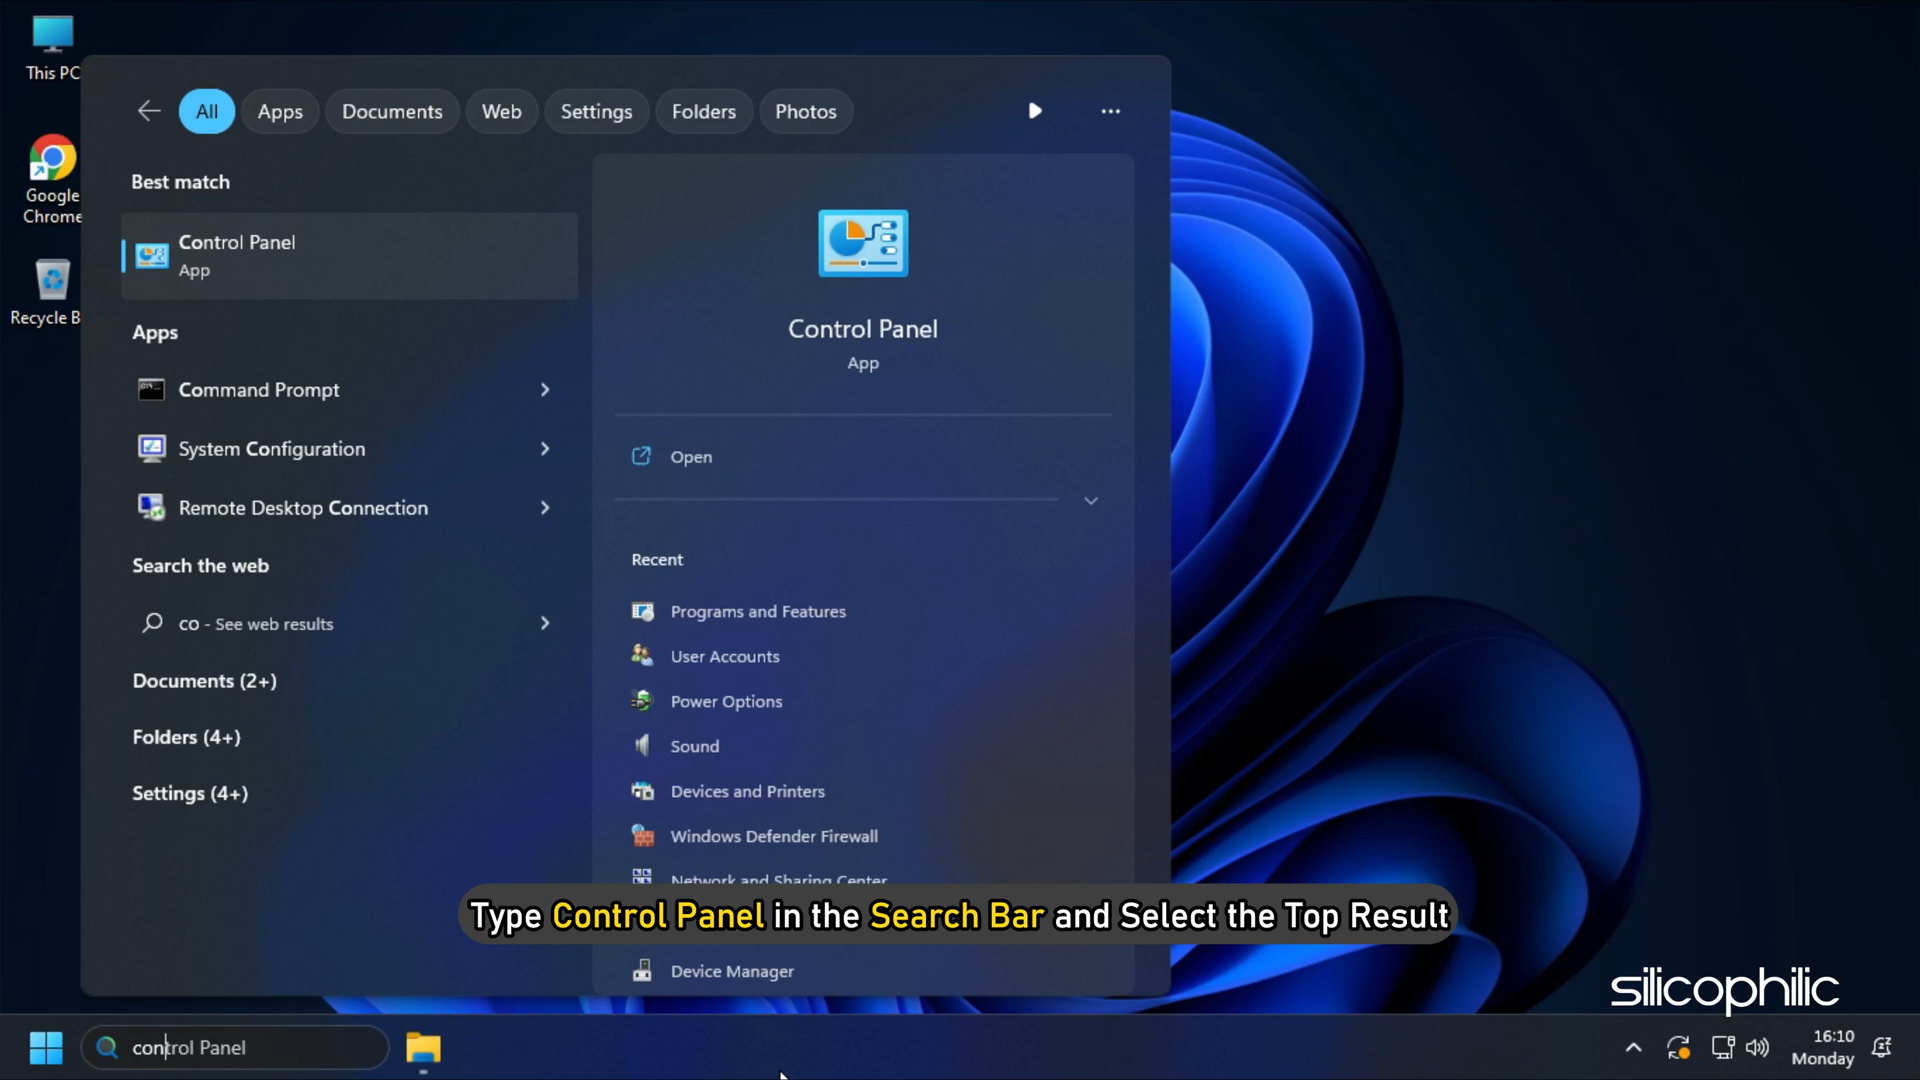 This PC
Google
Chrome
Recycle B
All
Apps
Documents
Web
Settings
Folders
Photos
Best match
Control Panel
App
Apps
Command Prompt
System Configuration
Remote Desktop Connection
Search the web
co - See web results
Documents (2+)
Folders (4+)
Settings (4+)
Control Panel
App
Open
Recent
Programs and Features
User Accounts
Power Options
Sound
Devices and Printers
Windows Defender Firewall
Network and Sharing Center
Type Control Panel in the Search Bar and Select the Top Result
Device Manager
silicophilic
control Panel
16:10
Monday